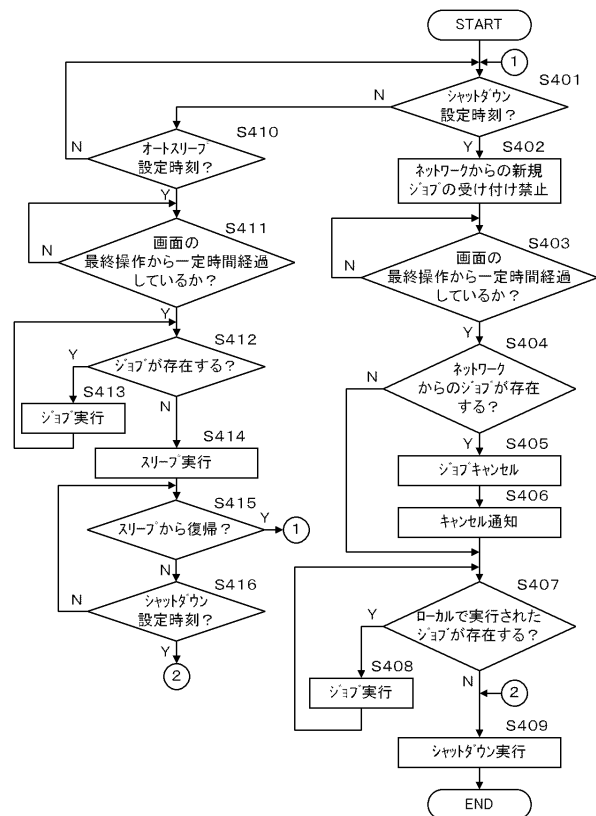 START
①
S401
シャットダウン
設定時刻？
N
Y
S410
オートスリープ
設定時刻？
N
Y
S402
ネットワークからの新規
ジョブの受け付け禁止
S411
画面の
最終操作から一定時間経過
しているか？
N
Y
S403
画面の
最終操作から一定時間経過
しているか？
N
Y
S412
ジョブが存在する？
Y
N
S413
ジョブ実行
S404
ネットワーク
からのジョブが存在
する？
N
Y
S414
スリープ実行
S405
ジョブキャンセル
S406
キャンセル通知
S415
スリープから復帰？
Y
①
N
S416
シャットダウン
設定時刻？
N
Y
②
S407
ローカルで実行された
ジョブが存在する？
Y
N
S408
ジョブ実行
②
S409
シャットダウン実行
END